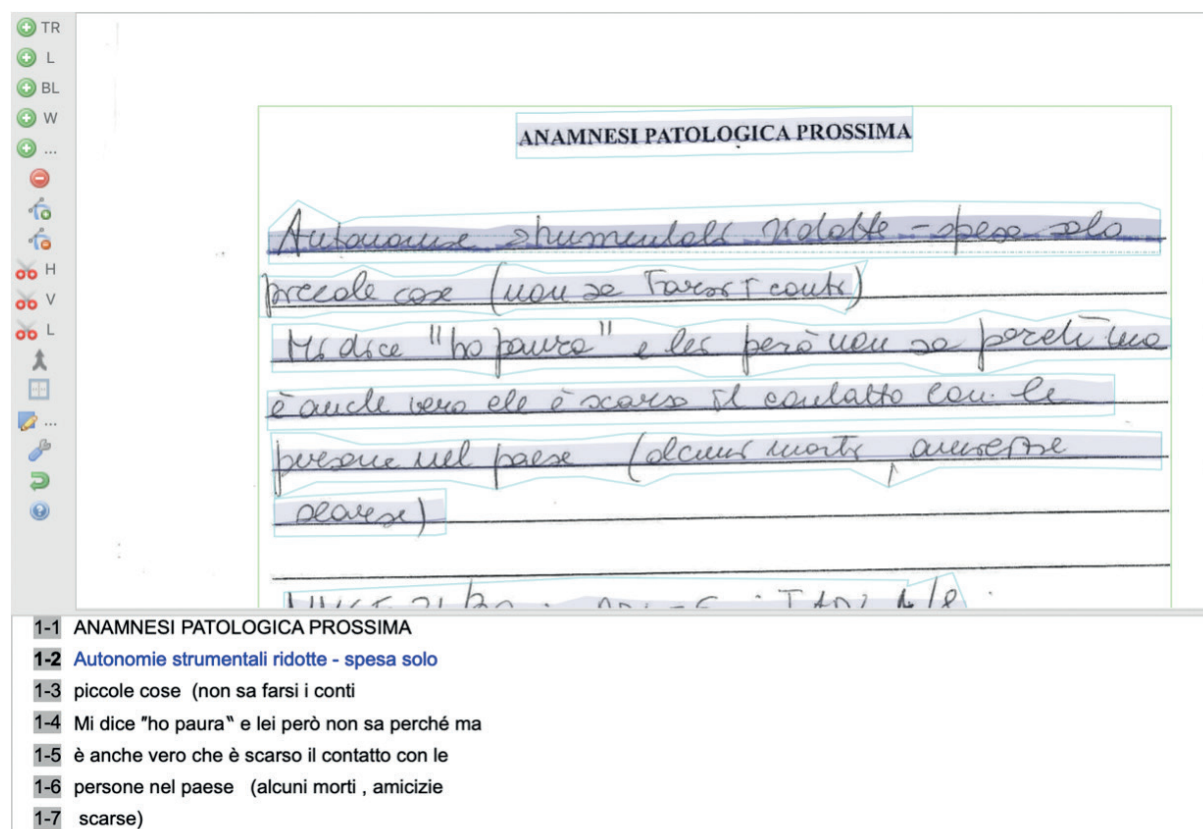 TR
L
BL
W
...
H
V
L
...
ANAMNESI PATOLOGICA PROSSIMA
Autonomie strumentali ridotte - spesa solo
piccole cose (non sa farsi i conti)
Mi dice "ho paura" e lei però non sa perché ma
è anche vero che è scarso il contatto con le
persone nel paese (alcuni morti, amicizie
scarse)
1-1 ANAMNESI PATOLOGICA PROSSIMA
1-2 Autonomie strumentali ridotte - spesa solo
1-3 piccole cose (non sa farsi i conti
1-4 Mi dice "ho paura" e lei però non sa perché ma
1-5 è anche vero che è scarso il contatto con le
1-6 persone nel paese (alcuni morti , amicizie
1-7 scarse)